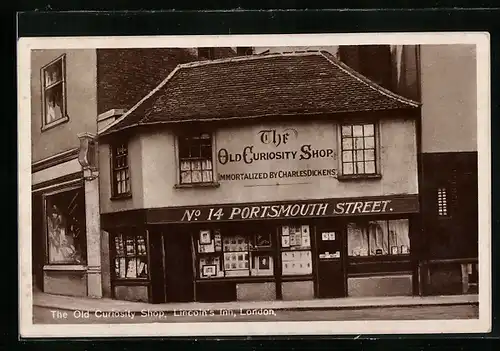 The
OLD CURIOSITY SHOP.
IMMORTALIZED BY CHARLES DICKENS
No 14 PORTSMOUTH STREET.
14
The Old Curiosity Shop, Lincoln's Inn, London.